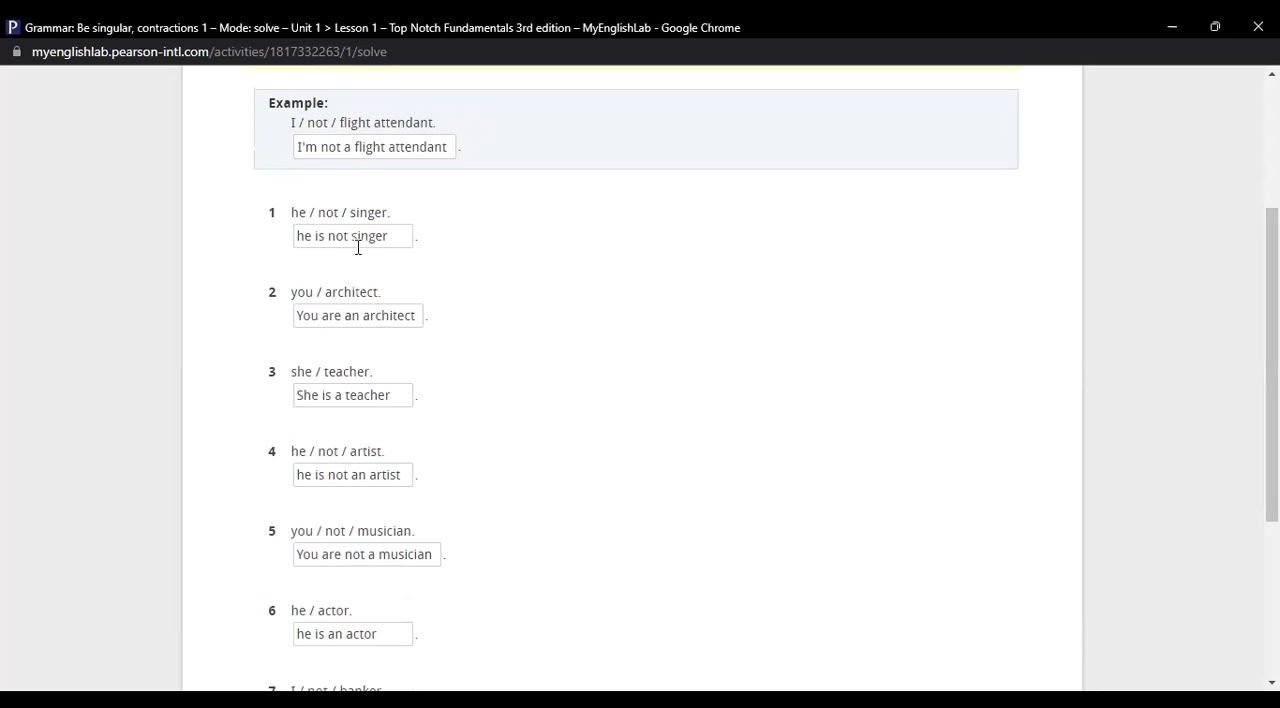 Grammar: Be singular, contractions 1 – Mode: solve – Unit 1 > Lesson 1 – Top Notch Fundamentals 3rd edition – MyEnglishLab - Google Chrome
myenglishlab.pearson-intl.com/activities/1817332263/1/solve
Example:
I / not / flight attendant.
I'm not a flight attendant .
1 he / not / singer.
he is not singer .
2 you / architect.
You are an architect .
3 she / teacher.
She is a teacher .
4 he / not / artist.
he is not an artist .
5 you / not / musician.
You are not a musician .
6 he / actor.
he is an actor .
7 I / not / banker.